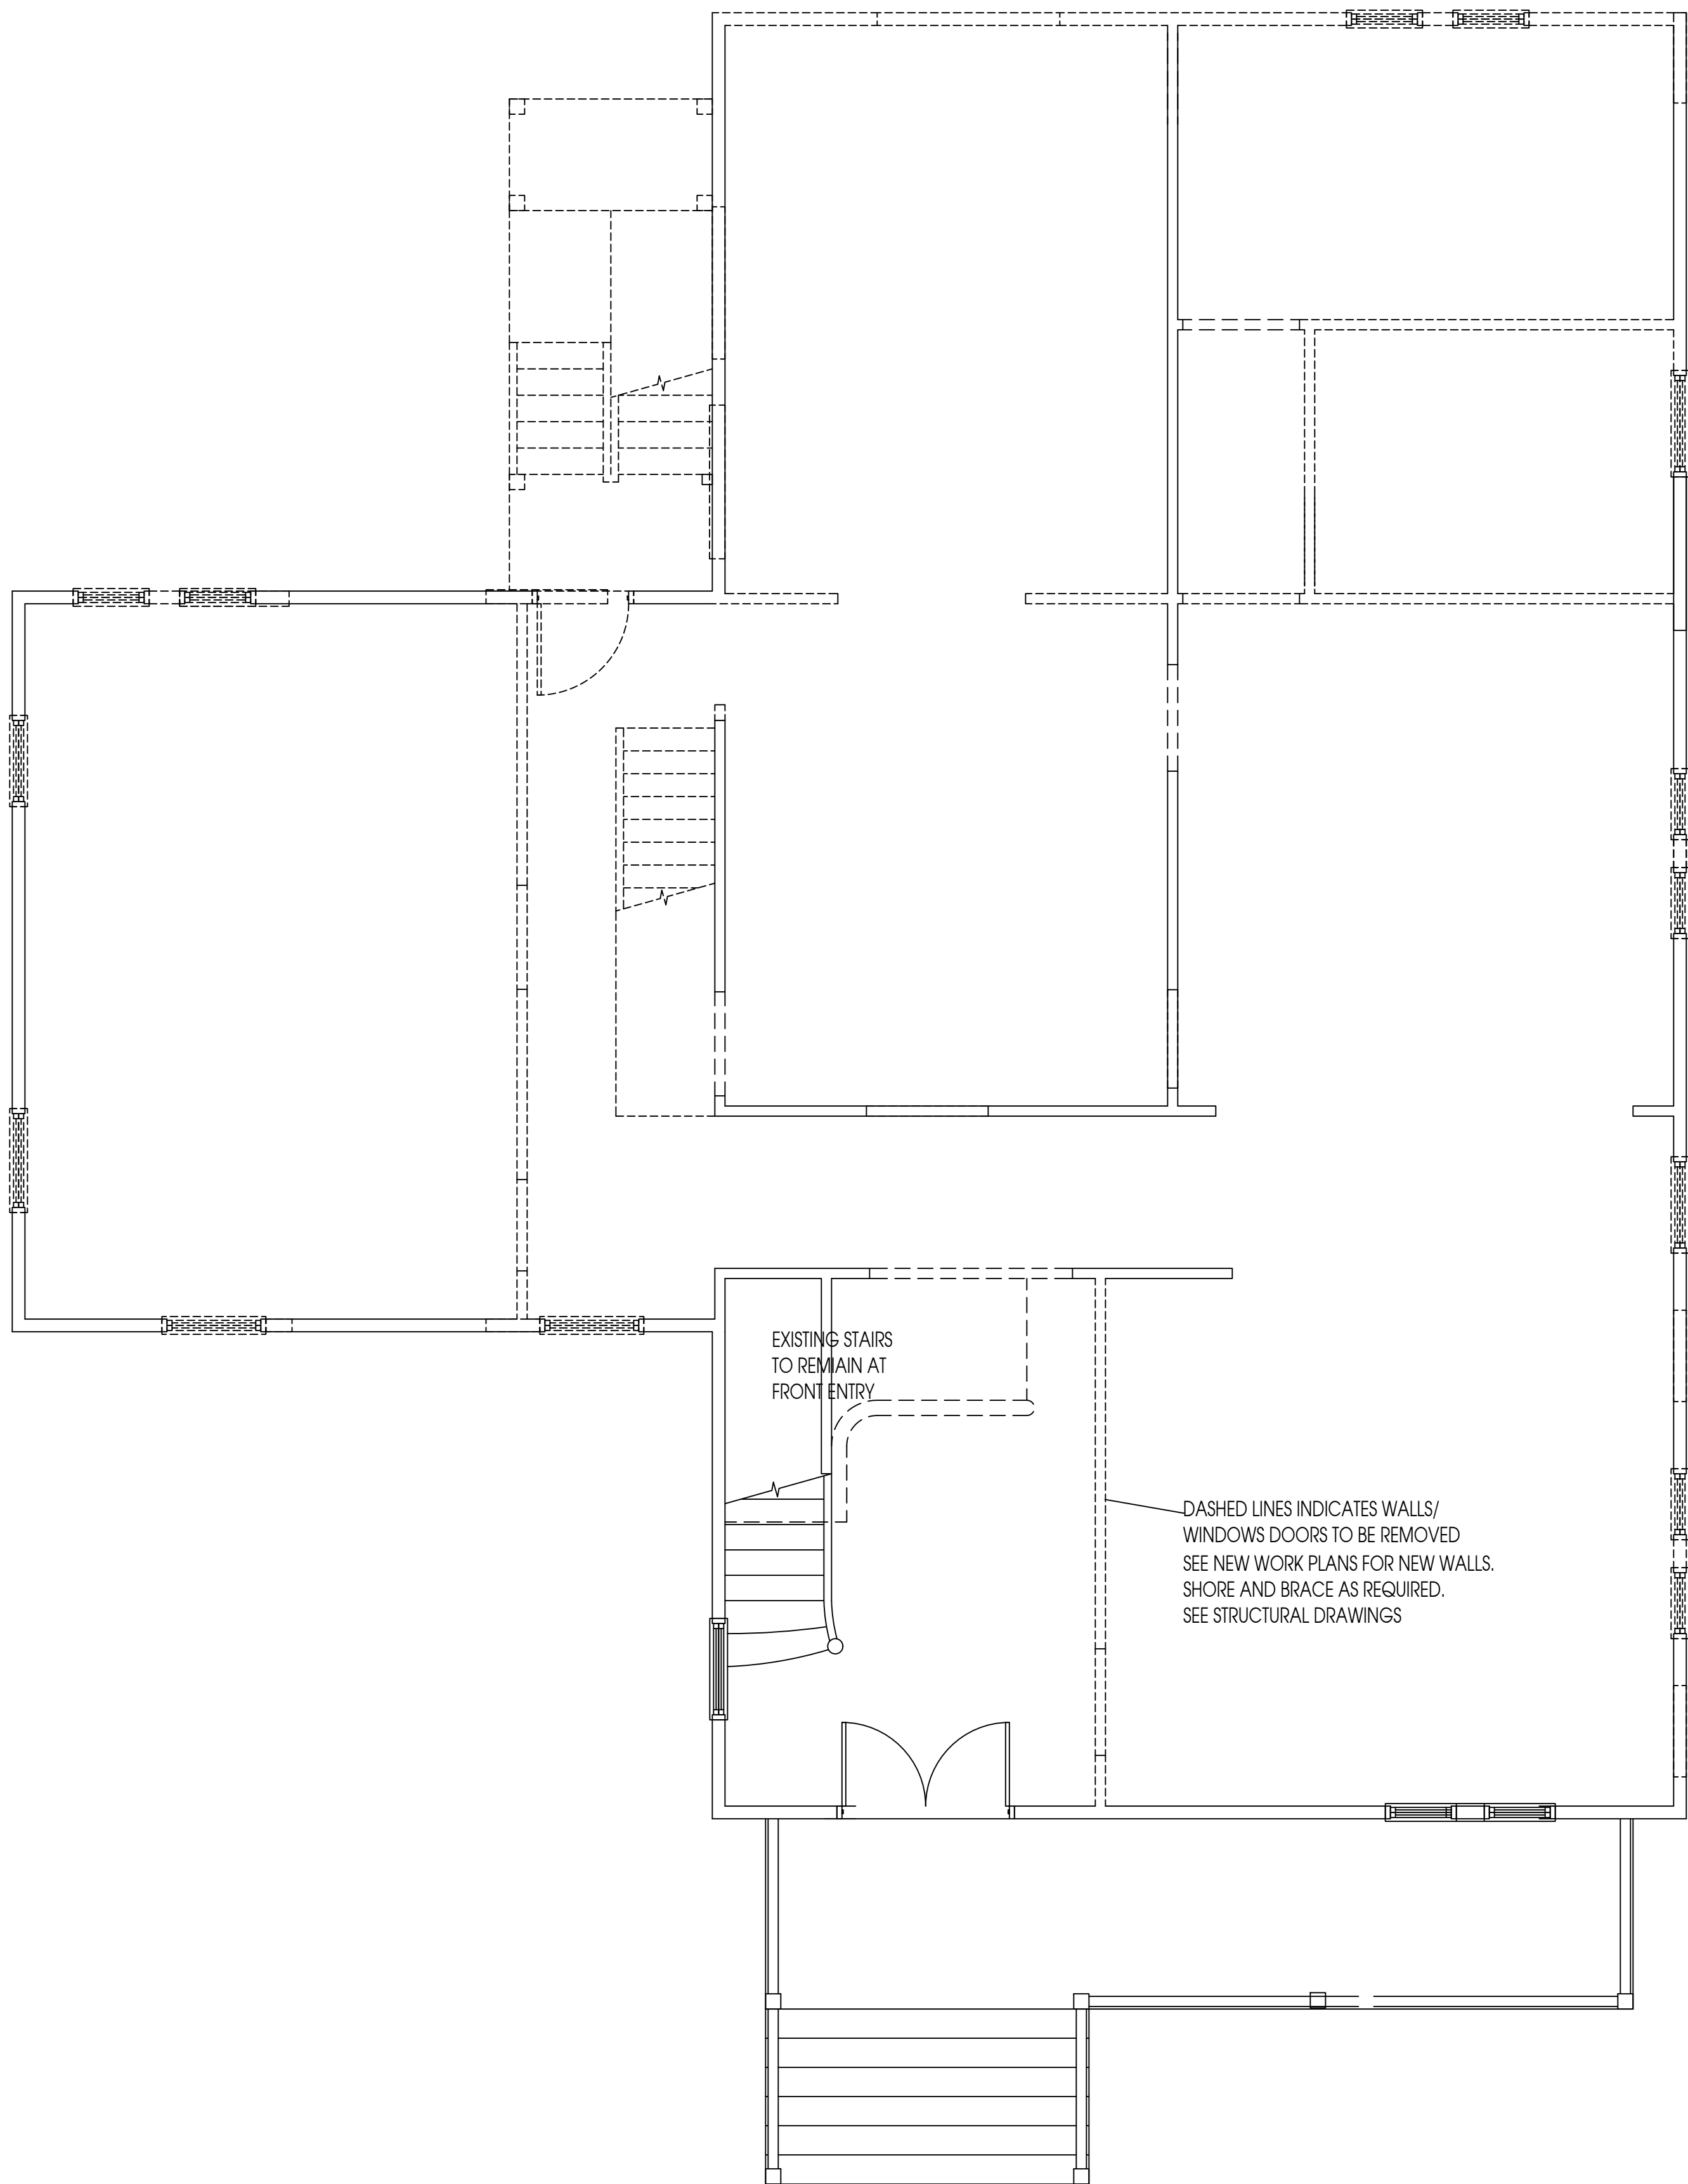 EXISTING STAIRS
TO REMIAIN AT
FRONT ENTRY
DASHED LINES INDICATES WALLS/
WINDOWS DOORS TO BE REMOVED
SEE NEW WORK PLANS FOR NEW WALLS.
SHORE AND BRACE AS REQUIRED.
SEE STRUCTURAL DRAWINGS